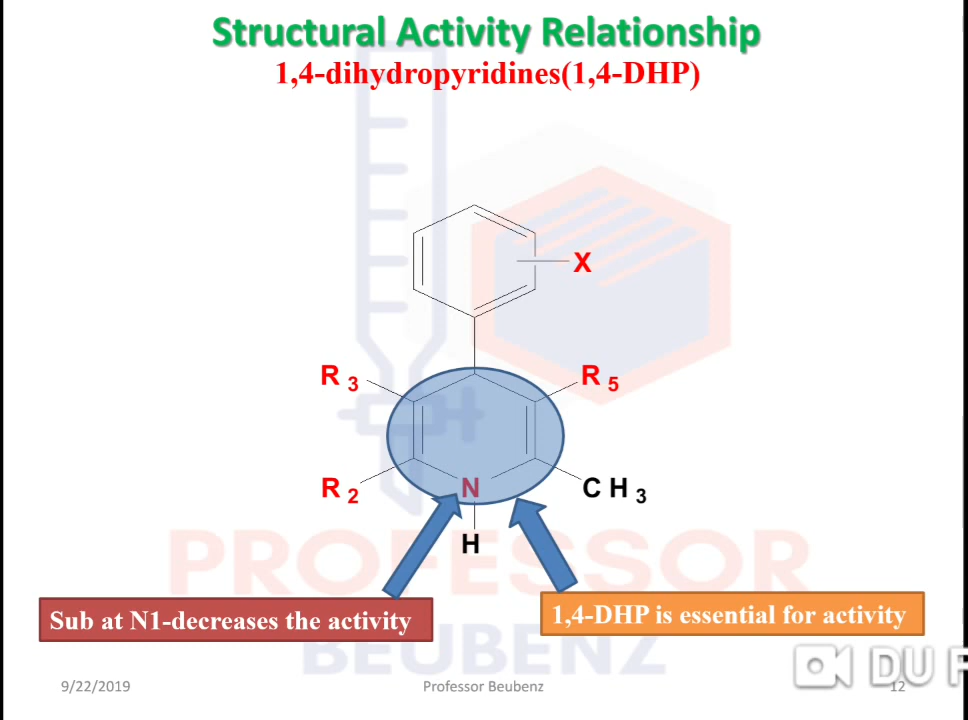 Structural Activity Relationship
1,4-dihydropyridines(1,4-DHP)
X
R 3
R 5
R 2
N
C H 3
H
PROFESSOR
Sub at N1-decreases the activity
1,4-DHP is essential for activity
BEUBENZ
9/22/2019
Professor Beubenz
12
DU